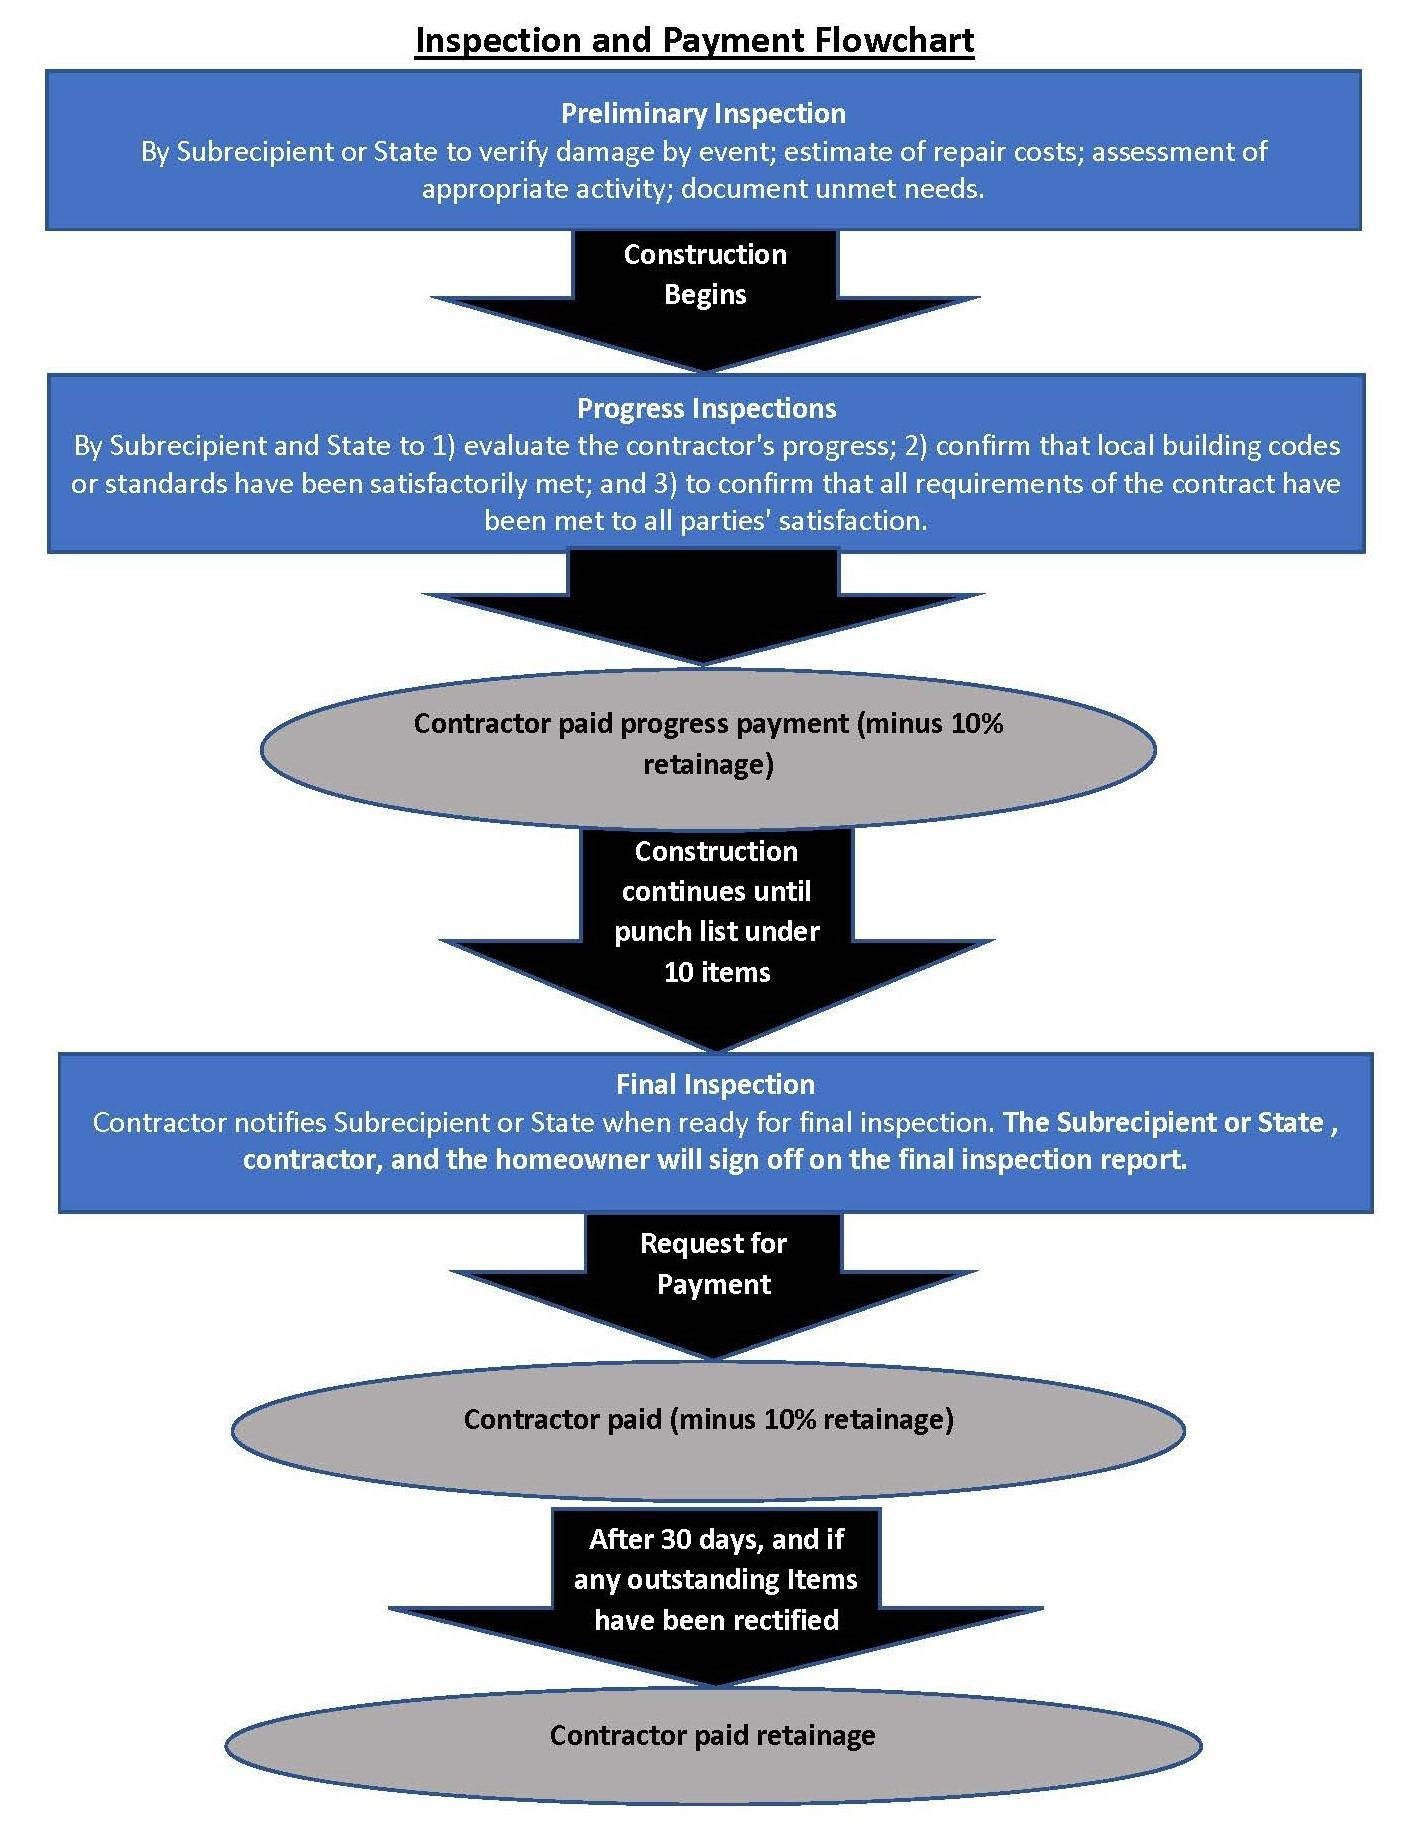 Inspection and Payment Flowchart
Preliminary Inspection
By Subrecipient or State to verify damage by event; estimate of repair costs; assessment of
appropriate activity; document unmet needs.
Construction
Begins
Progress Inspections
By Subrecipient and State to 1) evaluate the contractor's progress; 2) confirm that local building codes
or standards have been satisfactorily met; and 3) to confirm that all requirements of the contract have
been met to all parties' satisfaction.
Contractor paid progress payment (minus 10%
retainage)
Construction
continues until
punch list under
10 items
Final Inspection
Contractor notifies Subrecipient or State when ready for final inspection. The Subrecipient or State ,
contractor, and the homeowner will sign off on the final inspection report.
Request for
Payment
Contractor paid (minus 10% retainage)
After 30 days, and if
any outstanding Items
have been rectified
Contractor paid retainage